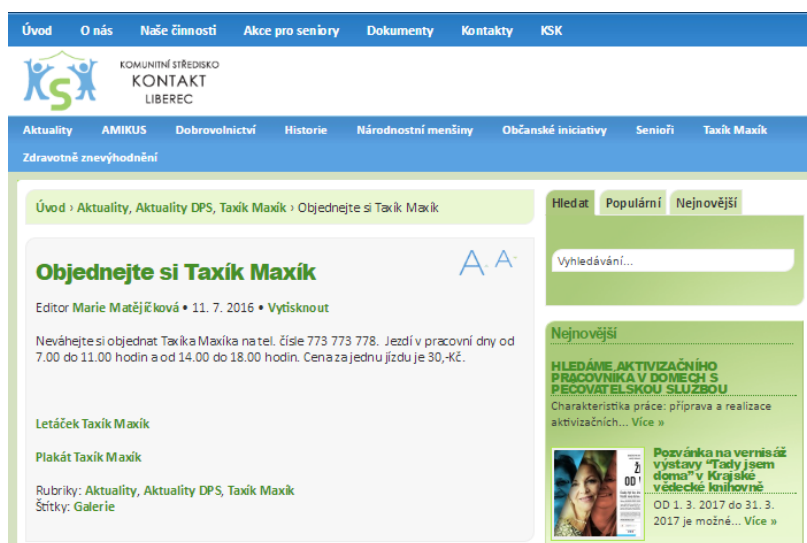 Úvod O nás Naše činnosti Akce pro seniory Dokumenty Kontakty KSK
KSK
KOMUNITNÍ STŘEDISKO
KONTAKT
LIBEREC
Aktuality AMIKUS Dobrovolnictví Historie Národnostní menšiny Občanské iniciativy Senioři Taxík Maxík
Zdravotně znevýhodnění
Úvod › Aktuality, Aktuality DPS, Taxík Maxík › Objednejte si Taxík Maxík
A- A-
Objednejte si Taxík Maxík
Editor Marie Matějíčková • 11. 7. 2016 • Vytisknout
Neváhejte si objednat Taxíka Maxíka na tel. čísle 773 773 778. Jezdí v pracovní dny od
7.00 do 11.00 hodin a od 14.00 do 18.00 hodin. Cena za jednu jízdu je 30,-Kč.
Letáček Taxík Maxík
Plakát Taxík Maxík
Rubriky: Aktuality, Aktuality DPS, Taxík Maxík
Štítky: Galerie
Hledat Populární Nejnovější
Vyhledávání...
Nejnovější
HLEDÁME AKTIVIZAČNÍHO
PRACOVNIKA V DOMECH S
PEČOVATELSKOU SLUŽBOU
Charakteristika práce: příprava a realizace
aktivizačních... Více »
Pozvánka na vernisáž
výstavy "Tady jsem
doma" v Krajské
vědecké knihovně
OD 1. 3. 2017 do 31. 3.
2017 je možné... Více »